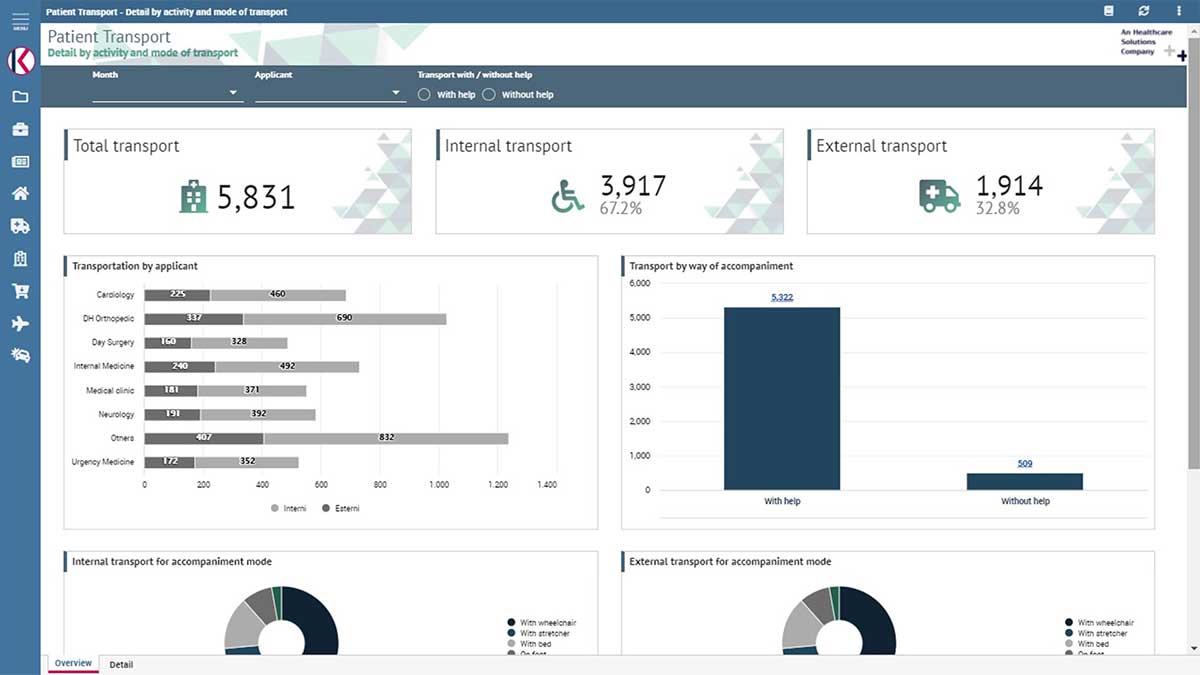 Patient Transport - Detail by activity and mode of transport
MENU
Patient Transport
Detail by activity and mode of transport
An Healthcare
Solutions
Company
K
Month
Applicant
Transport with / without help
With help
Without help
Total transport
5,831
Internal transport
3,917
67.2%
External transport
1,914
32.8%
Transportation by applicant
Cardiology 225 460
DH Orthopedic 337 690
Day Surgery 160 328
Internal Medicine 240 492
Medical clinic 181 371
Neurology 191 392
Others 407 832
Urgency Medicine 172 352
0 200 400 600 800 1.000 1.200 1.400
Interni Esterni
Transport by way of accompaniment
6,000
5,322
5,000
4,000
3,000
2,000
1,000
509
0
With help Without help
Internal transport for accompaniment mode
With wheelchair
With stretcher
With bed
On foot
External transport for accompaniment mode
With wheelchair
With stretcher
With bed
On foot
Overview Detail